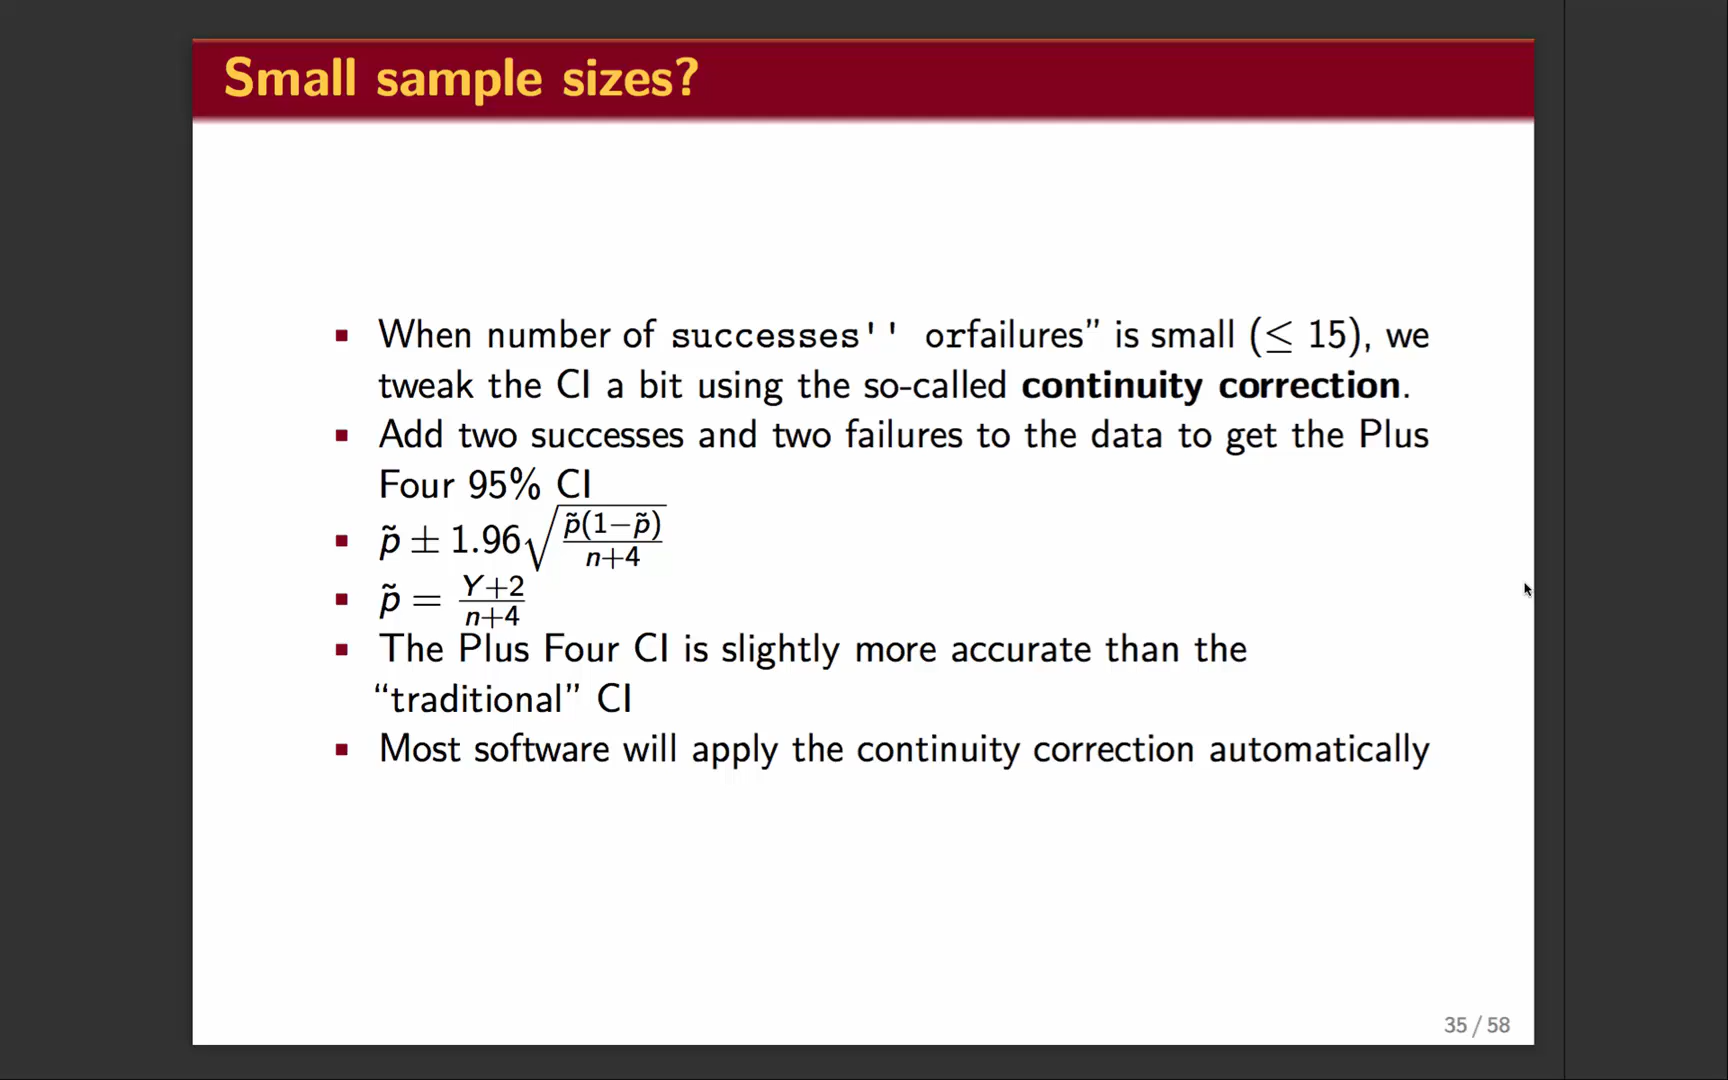 Small sample sizes?
When number of successes'' orfailures” is small (≤ 15), we
tweak the CI a bit using the so-called continuity correction.
Add two successes and two failures to the data to get the Plus
Four 95% CI
p̃ ± 1.96√(p̃(1−p̃)/(n+4))
p̃ = (Y+2)/(n+4)
The Plus Four CI is slightly more accurate than the
“traditional” CI
Most software will apply the continuity correction automatically
35 / 58